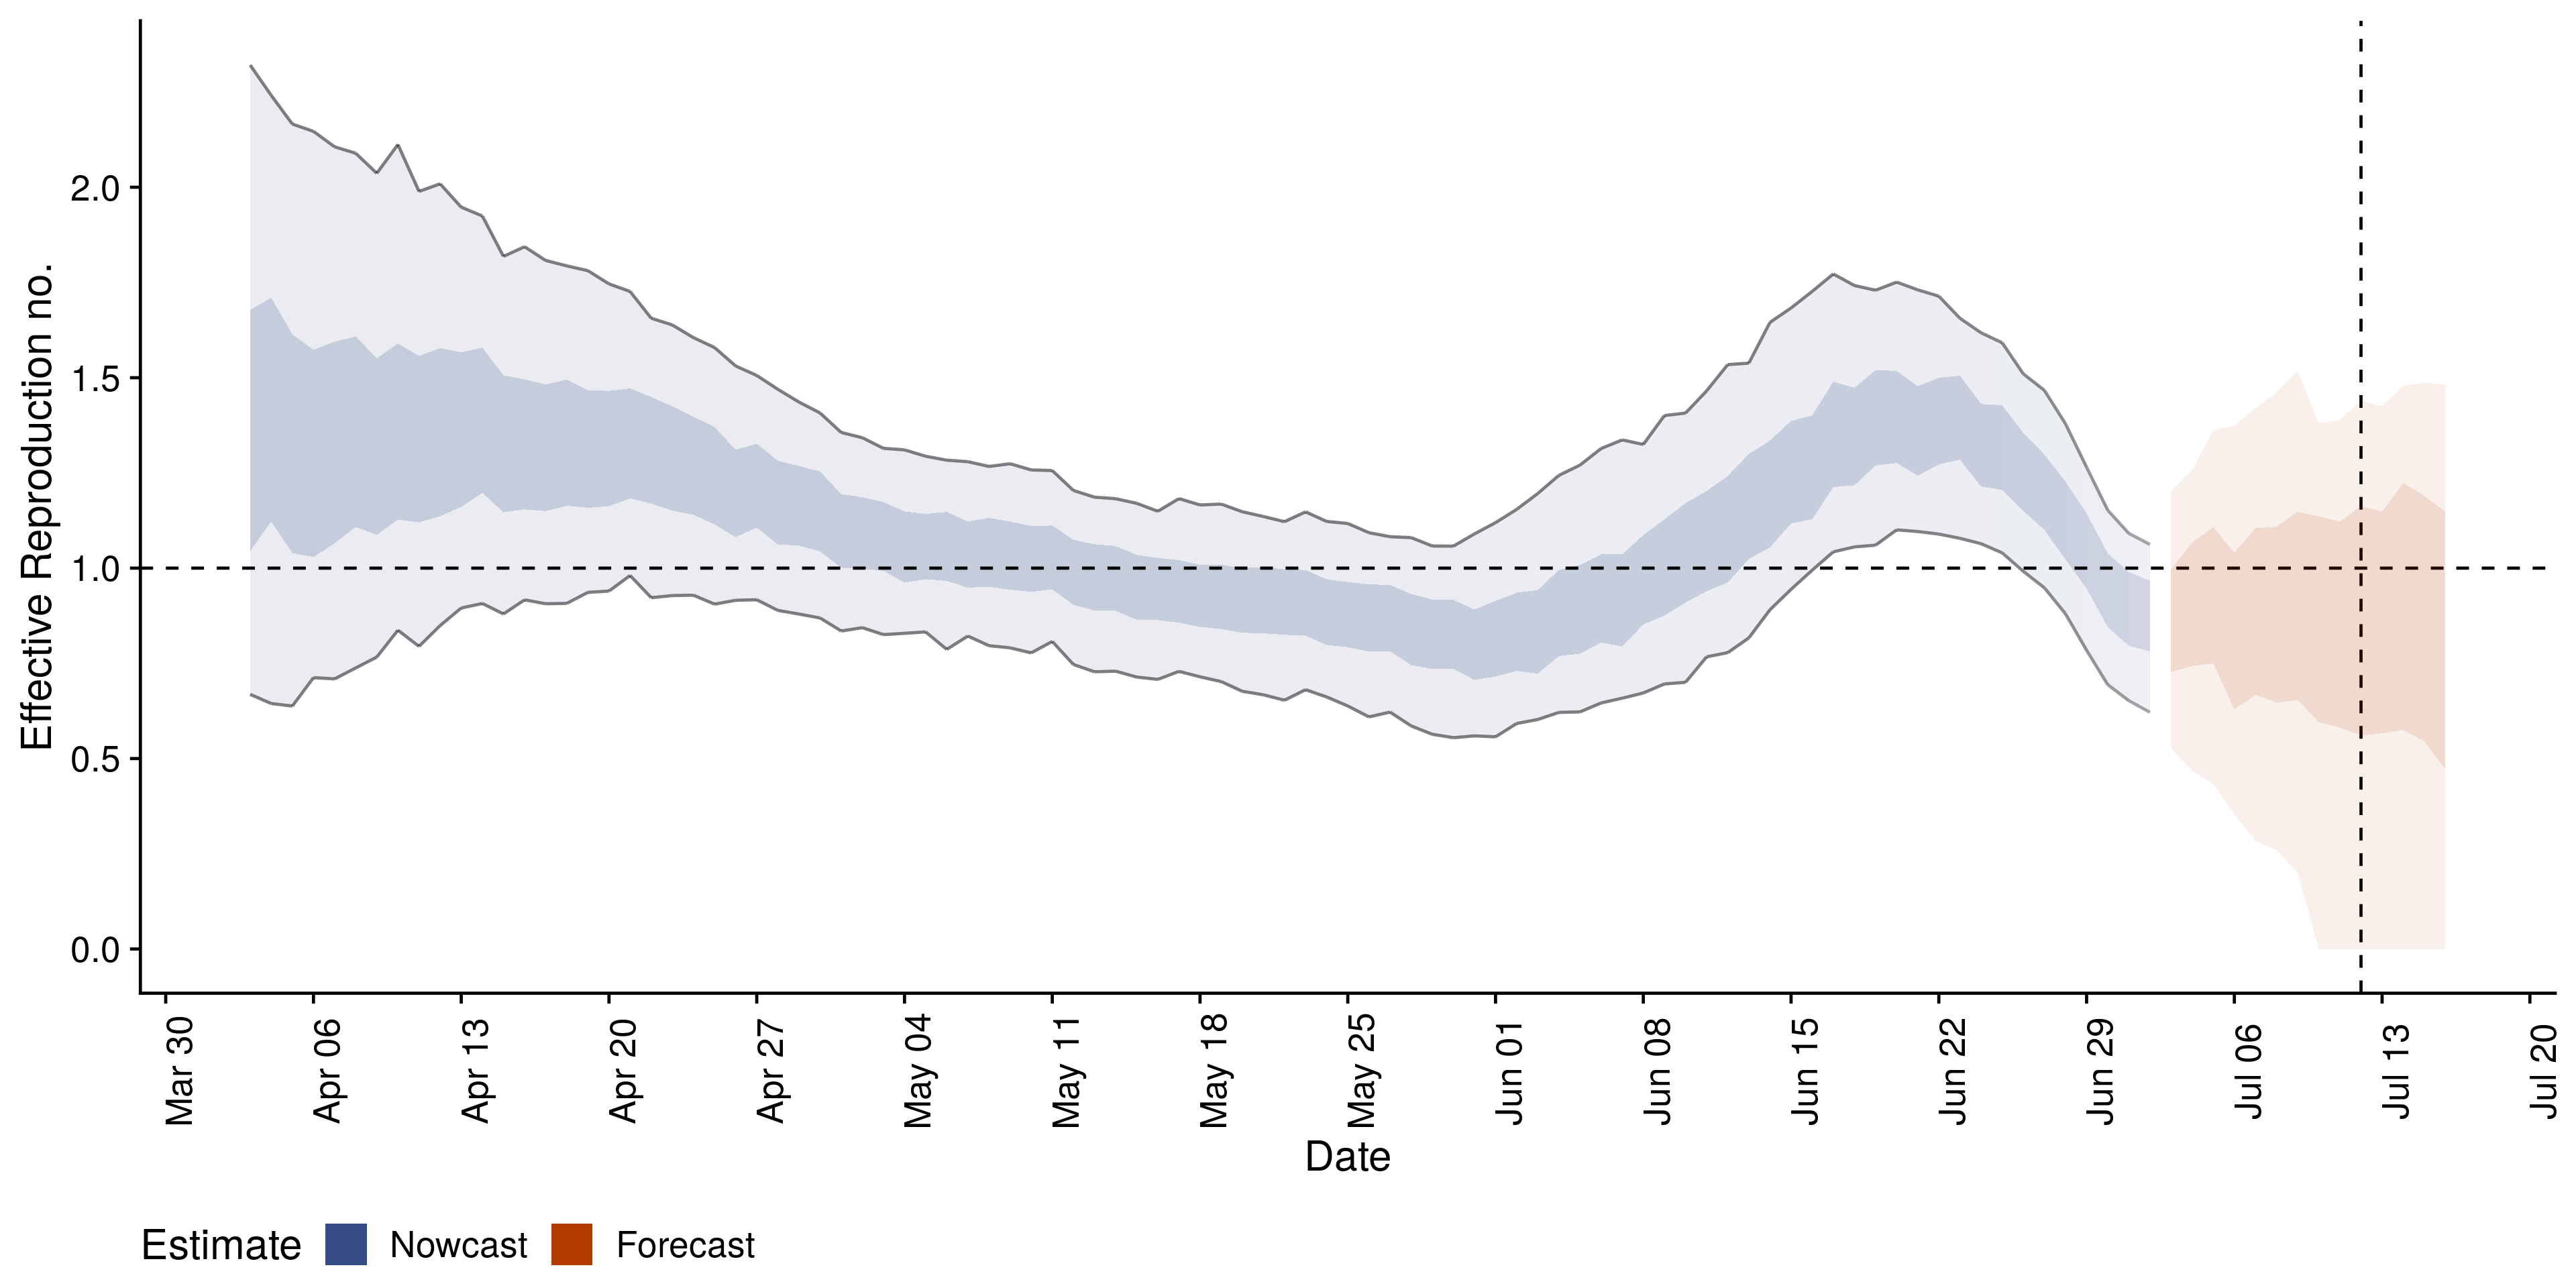 Effective Reproduction no.
2.0
1.5
1.0
0.5
0.0
Mar 30
Apr 06
Apr 13
Apr 20
Apr 27
May 04
May 11
May 18
May 25
Jun 01
Jun 08
Jun 15
Jun 22
Jun 29
Jul 06
Jul 13
Jul 20
Date
Estimate Nowcast Forecast